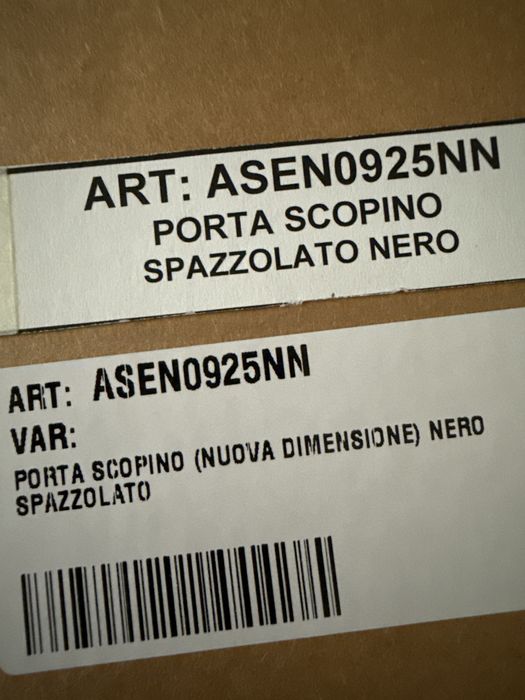 ART: ASEN0925NN
PORTA SCOPINO
SPAZZOLATO NERO
ART: ASEN0925NN
VAR:
PORTA SCOPINO (NUOVA DIMENSIONE) NERO
SPAZZOLATO